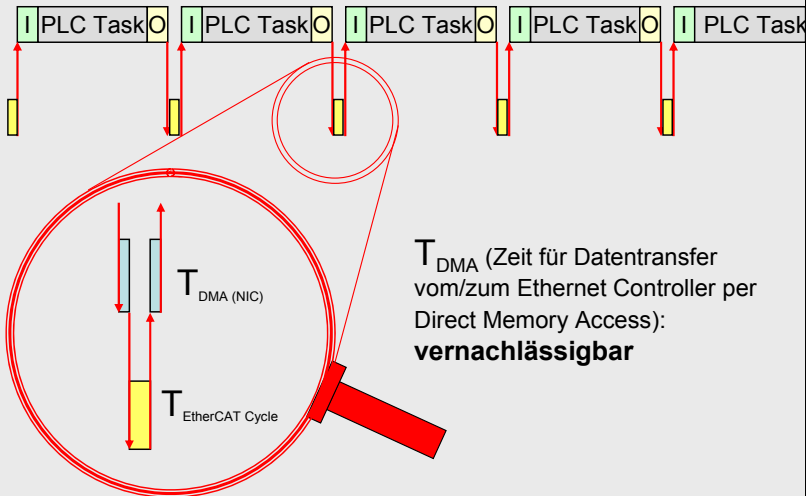 I PLC Task O I PLC Task O I PLC Task O I PLC Task O I PLC Task
T DMA (NIC)
T EtherCAT Cycle
T DMA (Zeit für Datentransfer
vom/zum Ethernet Controller per
Direct Memory Access):
vernachlässigbar